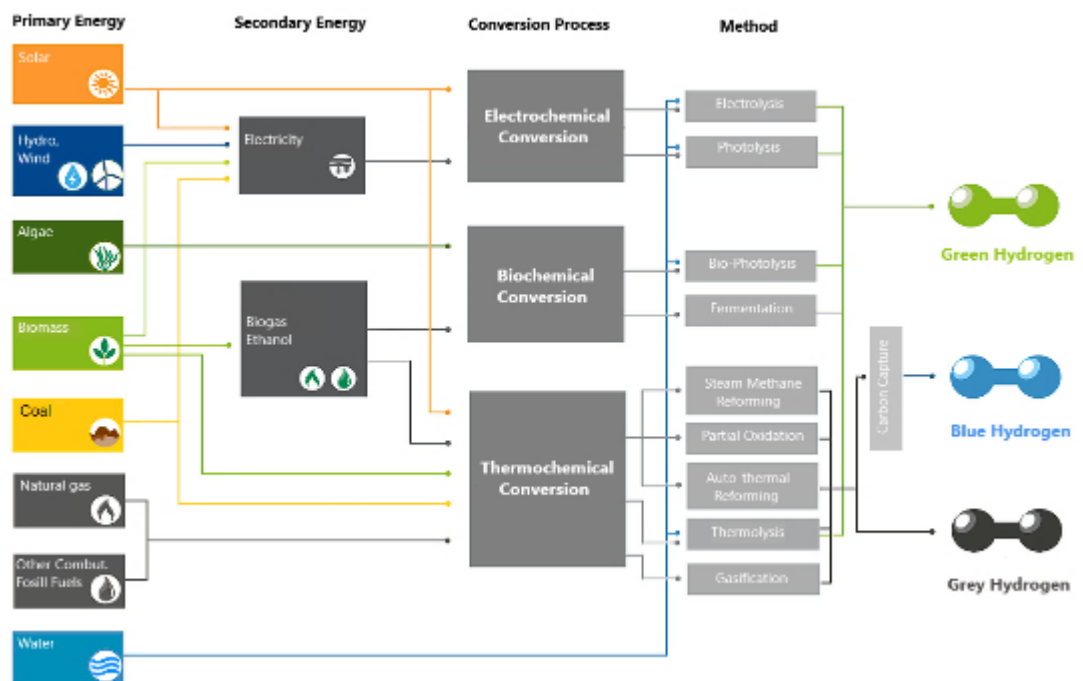 Primary Energy
Secondary Energy
Conversion Process
Method
Solar
Hydro,
Wind
Algae
Biomass
Coal
Natural gas
Other Combut.
Fosill Fuels
Water
Electricity
Biogas
Ethanol
Electrochemical
Conversion
Biochemical
Conversion
Thermochemical
Conversion
Electrolysis
Photolysis
Bio-Photolysis
Fermentation
Steam Methane
Reforming
Partial Oxidation
Auto-thermal
Reforming
Thermolysis
Gasification
Carbon Capture
Green Hydrogen
Blue Hydrogen
Grey Hydrogen